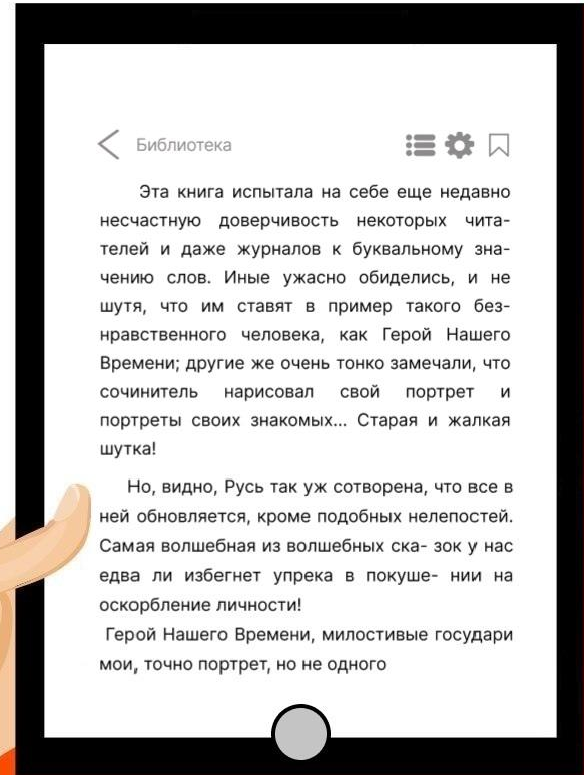 Библиотека
Эта книга испытала на себе еще недавно
несчастную доверчивость некоторых чита-
телей и даже журналов к буквальному зна-
чению слов. Иные ужасно обиделись, и не
шутя, что им ставят в пример такого без-
нравственного человека, как Герой Нашего
Времени; другие же очень тонко замечали, что
сочинитель нарисовал свой портрет и
портреты своих знакомых... Старая и жалкая
шутка!
Но, видно, Русь так уж сотворена, что все в
ней обновляется, кроме подобных нелепостей.
Самая волшебная из волшебных ска- зок у нас
едва ли избегнет упрека в покуше- нии на
оскорбление личности!
Герой Нашего Времени, милостивые государи
мои, точно портрет, но не одного